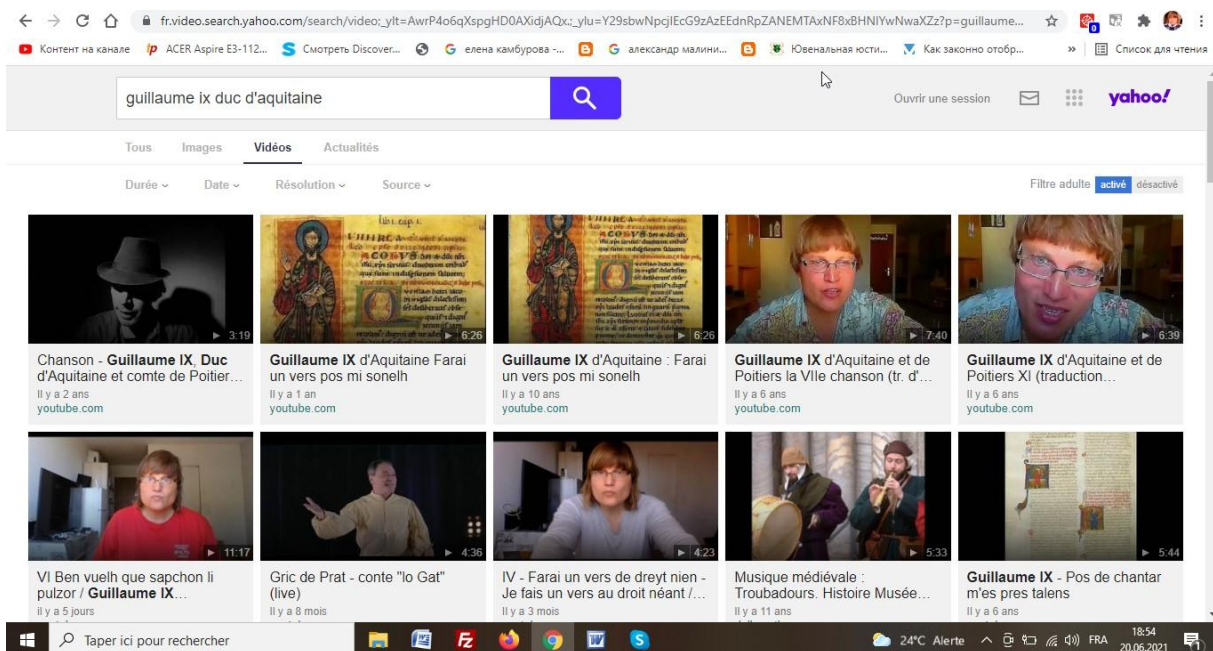 fr.video.search.yahoo.com/search/video;_ylt=AwrP4o6qXspgHD0AXidjAQx.;_ylu=Y29sbwNpcjIEcG9zAzEEdnRpZANEMTAxNF8xBHNlYwNwaXZz?p=guillaume...
Контент на канале ACER Aspire E3-112... Смотреть Discover... елена камбурова -... александр малини... Ювенальная юсти... Как законно отобр... » Список для чтения
guillaume ix duc d'aquitaine
Ouvrir une session yahoo!
Tous Images Vidéos Actualités
Durée Date Résolution Source
Filtre adulte activé désactivé
3:19 6:26 6:26 7:40 6:39
Chanson - Guillaume IX, Duc d'Aquitaine et comte de Poitier...
Il y a 2 ans
youtube.com
Guillaume IX d'Aquitaine Farai un vers pos mi sonelh
Il y a 1 an
youtube.com
Guillaume IX d'Aquitaine : Farai un vers pos mi sonelh
Il y a 10 ans
youtube.com
Guillaume IX d'Aquitaine et de Poitiers la VIIe chanson (tr. d'...
Il y a 6 ans
youtube.com
Guillaume IX d'Aquitaine et de Poitiers XI (traduction...
Il y a 6 ans
youtube.com
11:17 4:36 4:23 5:33 5:44
VI Ben vuelh que sapchon li pulzor / Guillaume IX...
il y a 5 jours
Gric de Prat - conte "lo Gat" (live)
Il y a 8 mois
IV - Farai un vers de dreyt nien - Je fais un vers au droit néant /...
Il y a 3 mois
Musique médiévale : Troubadours. Histoire Musée...
Il y a 11 ans
Guillaume IX - Pos de chantar m'es pres talens
Il y a 6 ans
Taper ici pour rechercher
24°C Alerte FRA 18:54
20.06.2021